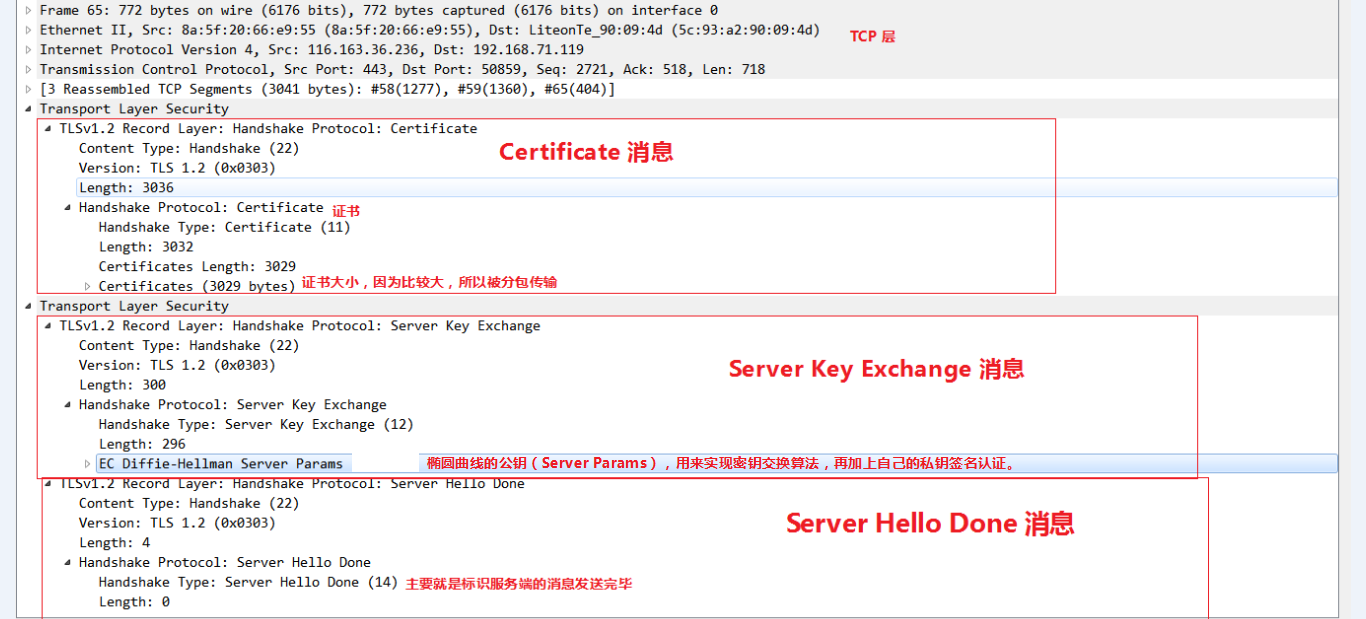 Frame 65: 772 bytes on wire (6176 bits), 772 bytes captured (6176 bits) on interface 0
Ethernet II, Src: 8a:5f:20:66:e9:55 (8a:5f:20:66:e9:55), Dst: LiteonTe_90:09:4d (5c:93:a2:90:09:4d)
TCP 层
Internet Protocol Version 4, Src: 116.163.36.236, Dst: 192.168.71.119
Transmission Control Protocol, Src Port: 443, Dst Port: 50859, Seq: 2721, Ack: 518, Len: 718
[3 Reassembled TCP Segments (3041 bytes): #58(1277), #59(1360), #65(404)]
Transport Layer Security
TLSv1.2 Record Layer: Handshake Protocol: Certificate
Content Type: Handshake (22)
Certificate 消息
Version: TLS 1.2 (0x0303)
Length: 3036
Handshake Protocol: Certificate 证书
Handshake Type: Certificate (11)
Length: 3032
Certificates Length: 3029
Certificates (3029 bytes) 证书大小，因为比较大，所以被分包传输
Transport Layer Security
TLSv1.2 Record Layer: Handshake Protocol: Server Key Exchange
Content Type: Handshake (22)
Version: TLS 1.2 (0x0303)
Server Key Exchange 消息
Length: 300
Handshake Protocol: Server Key Exchange
Handshake Type: Server Key Exchange (12)
Length: 296
EC Diffie-Hellman Server Params 椭圆曲线的公钥（Server Params），用来实现密钥交换算法，再加上自己的私钥签名认证。
TLSv1.2 Record Layer: Handshake Protocol: Server Hello Done
Content Type: Handshake (22)
Version: TLS 1.2 (0x0303)
Server Hello Done 消息
Length: 4
Handshake Protocol: Server Hello Done
Handshake Type: Server Hello Done (14) 主要就是标识服务端的消息发送完毕
Length: 0